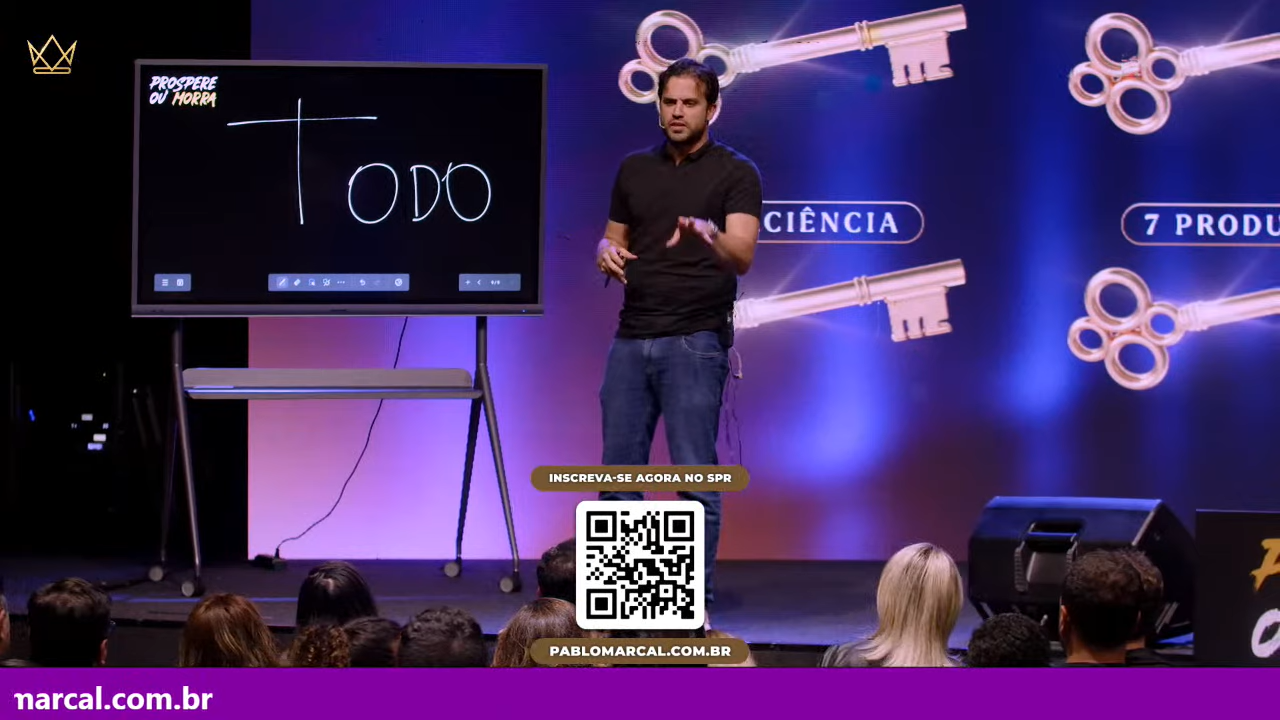 PROSPERE
OU MORRA
TODO
CIÊNCIA
7 PRODU
INSCREVA-SE AGORA NO SPR
PABLOMARCAL.COM.BR
marcal.com.br